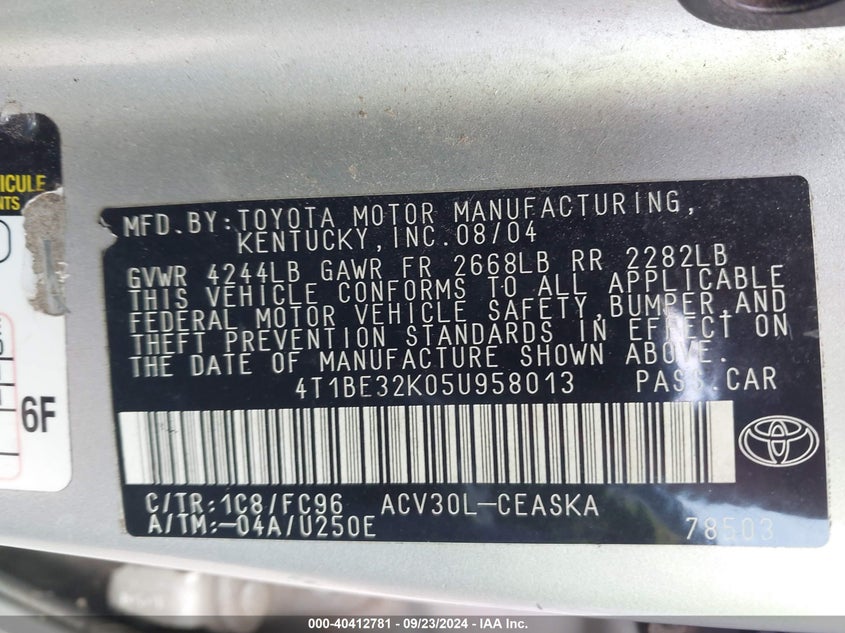 ICULE
NTS
6F
MFD.BY:TOYOTA MOTOR MANUFACTURING,
KENTUCKY,INC.08/04
GVWR 4244LB GAWR FR 2668LB RR 2282LB
THIS VEHICLE CONFORMS TO ALL APPLICABLE
FEDERAL MOTOR VEHICLE SAFETY,BUMPER,AND
THEFT PREVENTION STANDARDS IN EFFECT ON
THE DATE OF MANUFACTURE SHOWN ABOVE.
4T1BE32K05U958013 PASS.CAR
C/TR:1C8/FC96 ACV30L-CEASKA
A/TM:-04A/U250E 78503
000-40412781 - 09/23/2024 - © IAA, Inc.